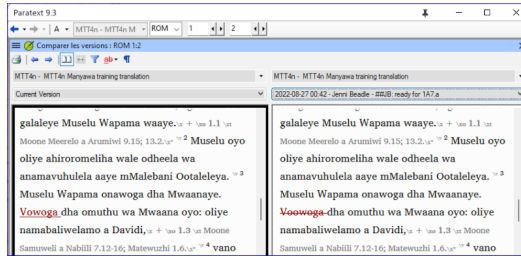 Paratext 9.3
A MTT4n - MTT4n M ROM 1 2
Comparer les versions : ROM 1:2
MTT4n - MTT4n Manyawa training translation
Current Version
galaleye Muselu Wapama waaye.\x + \xo 1.1 \xt
Moone Meerelo a Arumiwi 9.15; 13.2.\x* \v 2 Muselu oyo
oliye ahiroromeliha wale odheela wa
anamavuhulela aaye mMalebani Ootaleleya. \v 3
Muselu Wapama onawoga dha Mwaanaye.
Vowoga dha omuthu wa Mwaana oyo: oliye
namabaliwelamo a Davidi,\x + \xo 1.3 \xt Moone
Samuweli a Nabiili 7.12-16; Matewuzhi 1.6.\x* \v 4 vano
MTT4n - MTT4n Manyawa training translation
2022-08-27 00:42 - Jenni Beadle - ##JB: ready for 1A7.a
galaleye Muselu Wapama waaye.\x + \xo 1.1 \xt
Moone Meerelo a Arumiwi 9.15; 13.2.\x* \v 2 Muselu oyo
oliye ahiroromeliha wale odheela wa
anamavuhulela aaye mMalebani Ootaleleya. \v 3
Muselu Wapama onawoga dha Mwaanaye.
Voowoga dha omuthu wa Mwaana oyo: oliye
namabaliwelamo a Davidi,\x + \xo 1.3 \xt Moone
Samuweli a Nabiili 7.12-16; Matewuzhi 1.6.\x* \v 4 vano